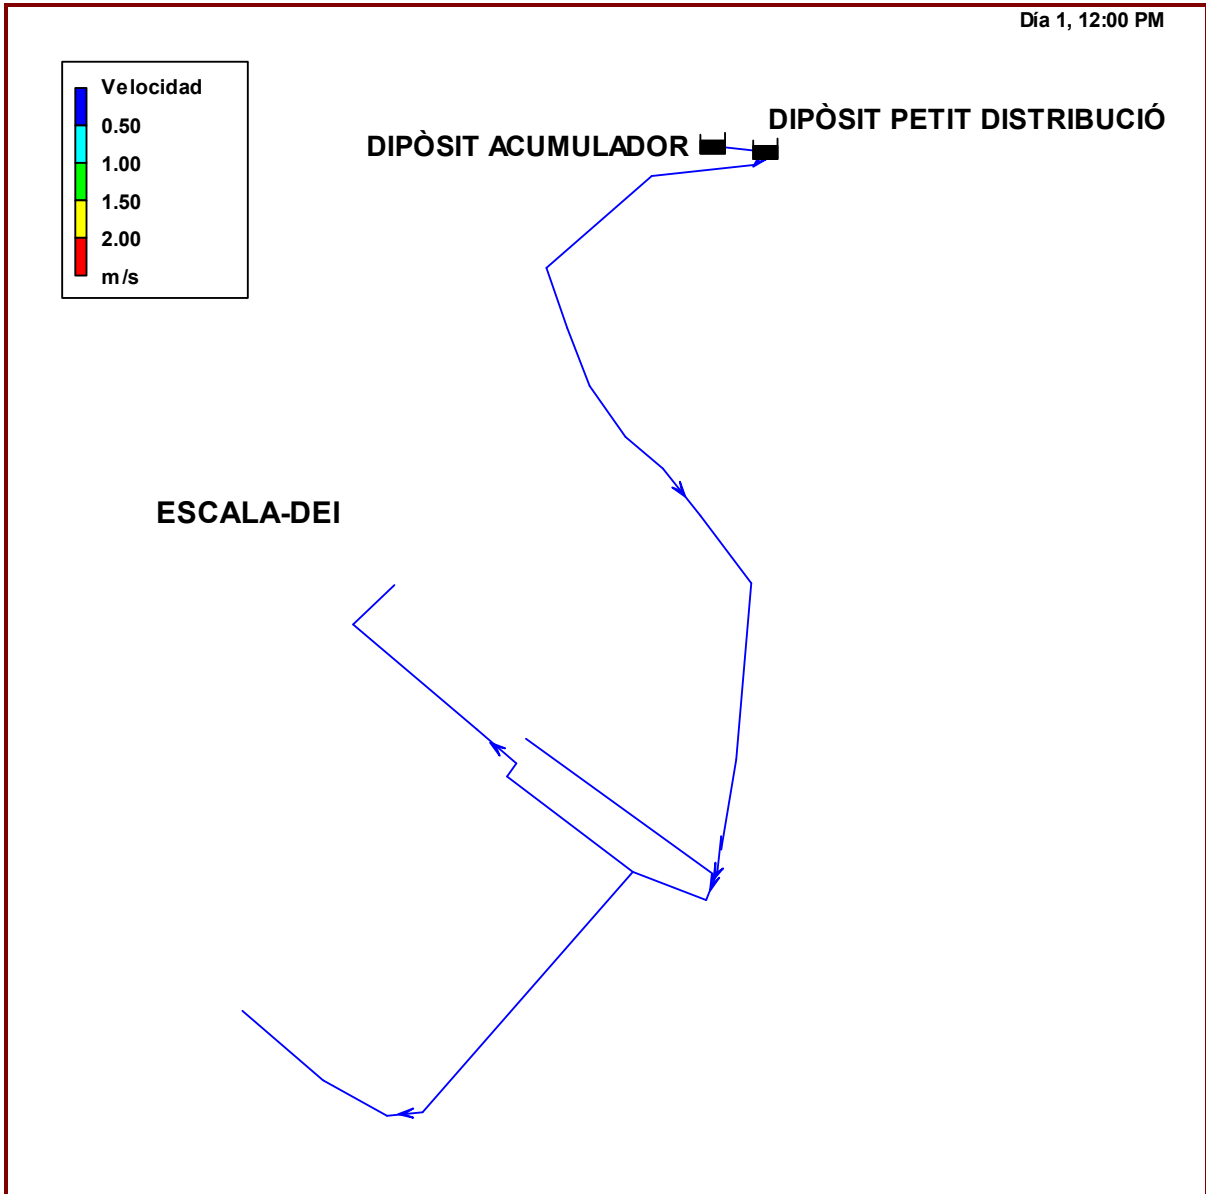 Día 1, 12:00 PM
Velocidad
0.50
1.00
1.50
2.00
m/s
DIPÒSIT PETIT DISTRIBUCIÓ
DIPÒSIT ACUMULADOR
ESCALA-DEI